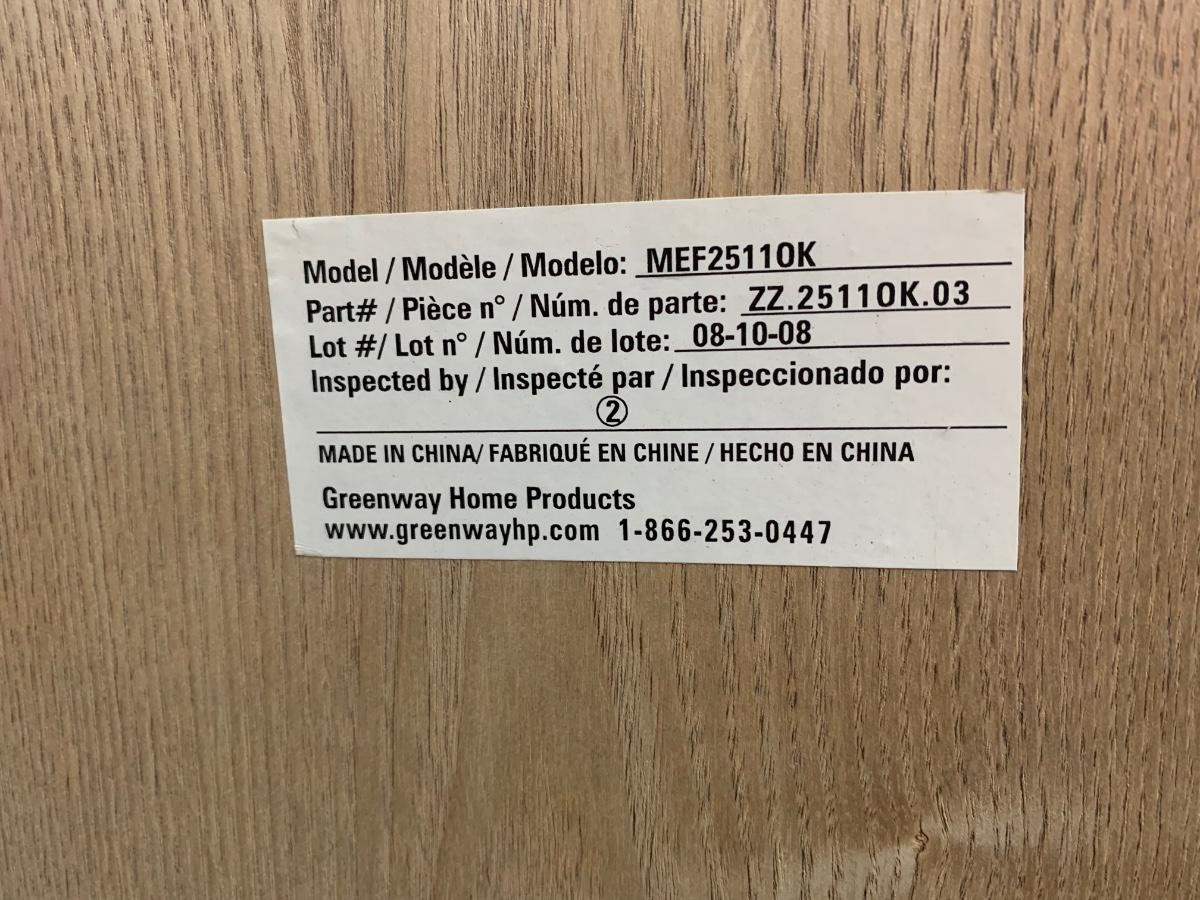 Model / Modèle / Modelo: MEF2511OK
Part# / Pièce n° / Núm. de parte: ZZ.2511OK.03
Lot #/ Lot n° / Núm. de lote: 08-10-08
Inspected by / Inspecté par / Inspeccionado por:
②
MADE IN CHINA/ FABRIQUÉ EN CHINE / HECHO EN CHINA
Greenway Home Products
www.greenwayhp.com 1-866-253-0447